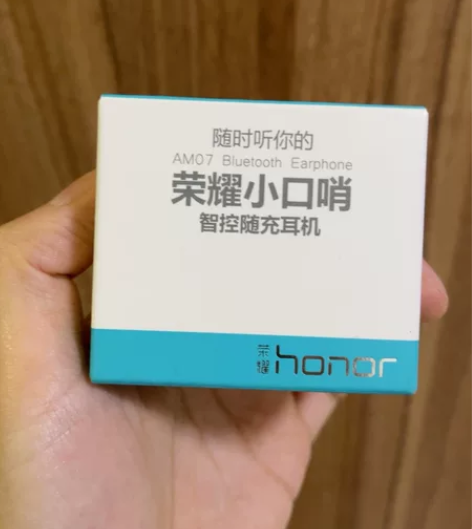 随时听你的
AM07 Bluetooth Earphone
荣耀小口哨
智控随充耳机
荣耀 honor